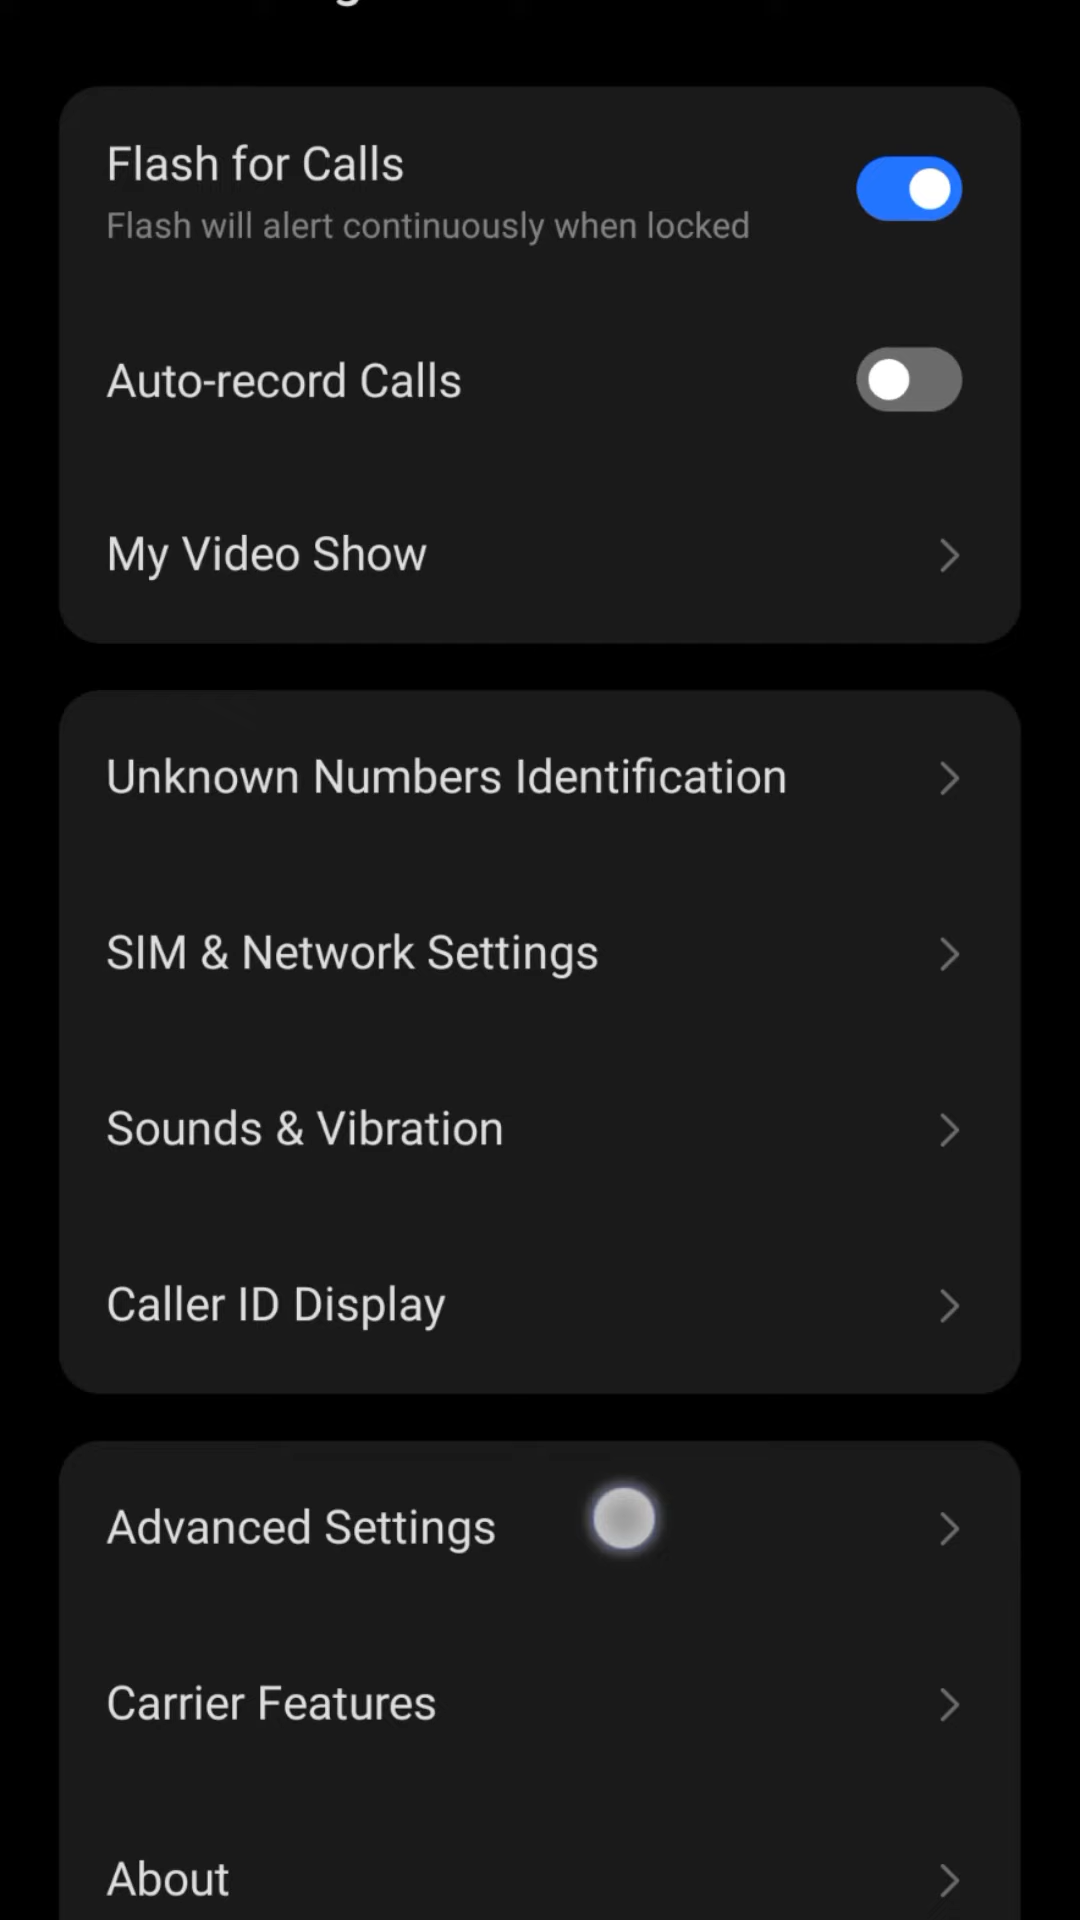 Flash for Calls
Flash will alert continuously when locked
Auto-record Calls
My Video Show
Unknown Numbers Identification
SIM & Network Settings
Sounds & Vibration
Caller ID Display
Advanced Settings
Carrier Features
About